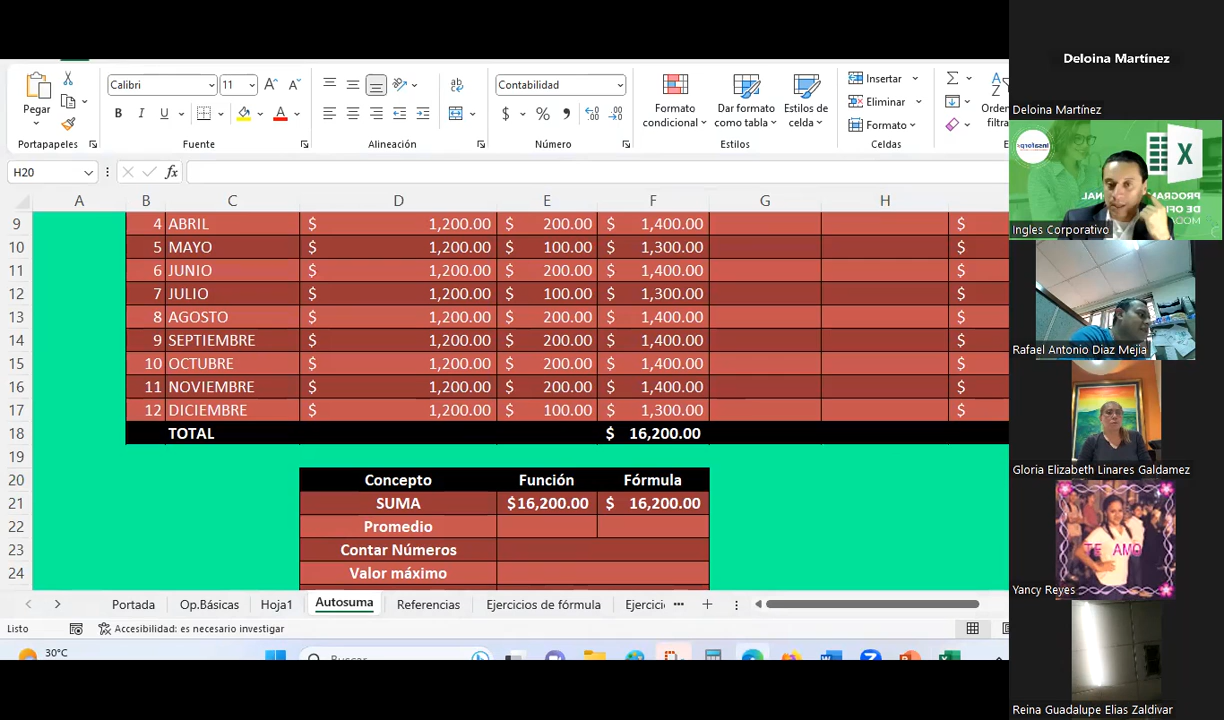 Pegar
Portapapeles
Calibri
11
A
A
N
K
S
A
Fuente
ab
Alineación
Contabilidad
$
%
Número
Formato
condicional
Dar formato
como tabla
Estilos de
celda
Estilos
Insertar
Eliminar
Formato
Celdas
Σ
Orden
filtra
H20
fx
A B C D E F G H
9 4 ABRIL $ 1,200.00 $ 200.00 $ 1,400.00
10 5 MAYO $ 1,200.00 $ 100.00 $ 1,300.00
11 6 JUNIO $ 1,200.00 $ 200.00 $ 1,400.00
12 7 JULIO $ 1,200.00 $ 100.00 $ 1,300.00
13 8 AGOSTO $ 1,200.00 $ 200.00 $ 1,400.00 $
14 9 SEPTIEMBRE $ 1,200.00 $ 200.00 $ 1,400.00 $
15 10 OCTUBRE $ 1,200.00 $ 200.00 $ 1,400.00 $
16 11 NOVIEMBRE $ 1,200.00 $ 200.00 $ 1,400.00 $
17 12 DICIEMBRE $ 1,200.00 $ 100.00 $ 1,300.00 $
18 TOTAL $ 16,200.00
19
20 Concepto Función Fórmula
21 SUMA $16,200.00 $ 16,200.00
22 Promedio
23 Contar Números
24 Valor máximo
Portada Op.Básicas Hoja1 Autosuma Referencias Ejercicios de fórmula Ejercici
Listo
Accesibilidad: es necesario investigar
30°C
Buscar
Deloina Martínez
Deloina Martínez
Insaforp
X
Ingles Corporativo
Rafael Antonio Diaz Mejia
Gloria Elizabeth Linares Galdamez
TE AMO
Yancy Reyes
Reina Guadalupe Elias Zaldivar